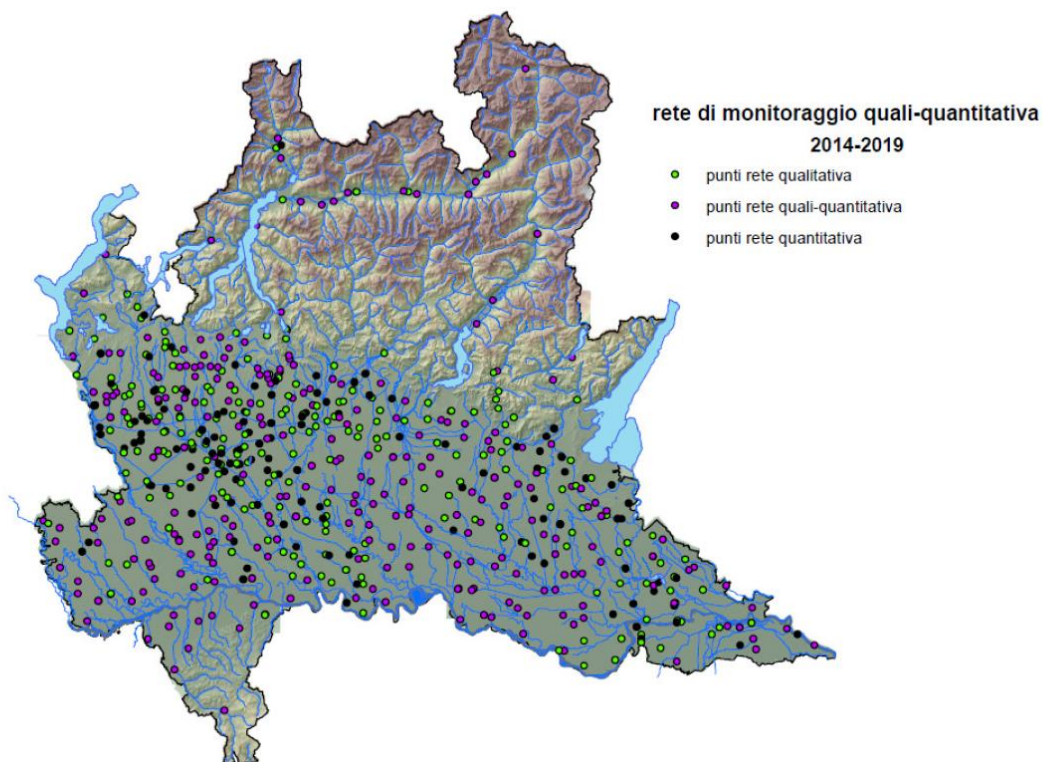 rete di monitoraggio quali-quantitativa
2014-2019
punti rete qualitativa
punti rete quali-quantitativa
punti rete quantitativa